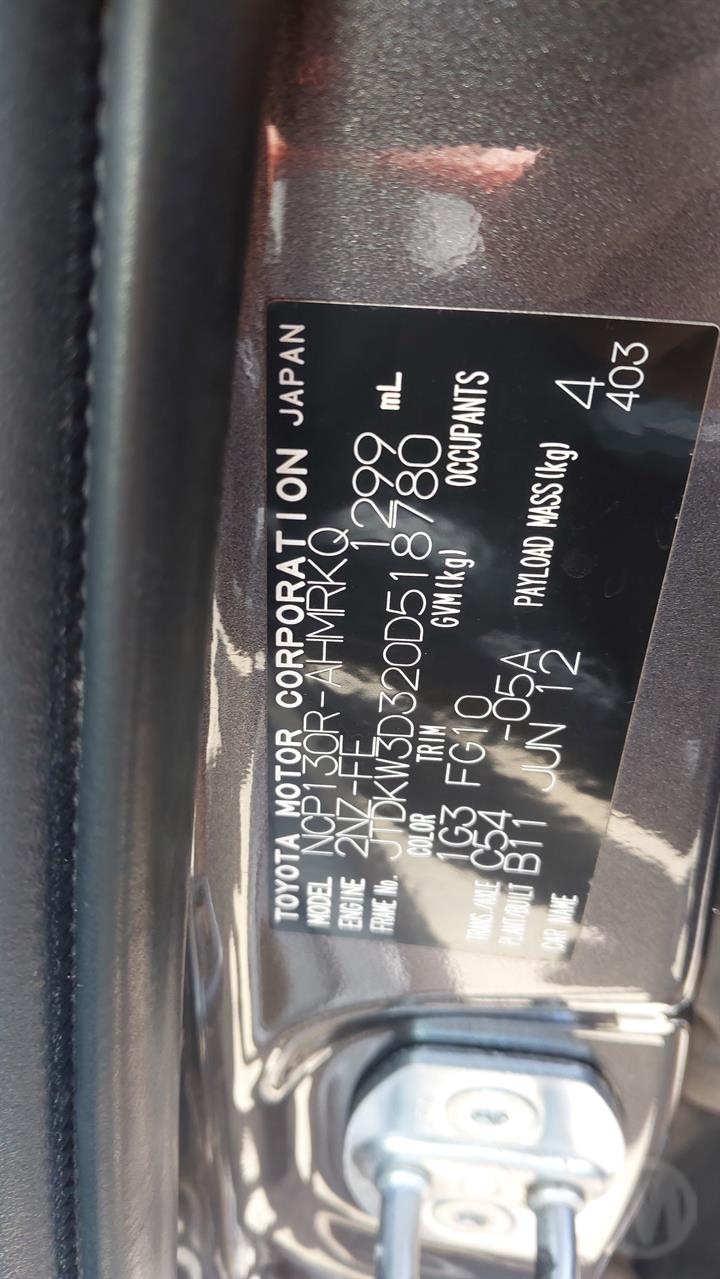 TOYOTA MOTOR CORPORATION JAPAN
MODEL NCP130R-AHMRKQ
ENGINE 2NZ-FE 1299 mL
FRAME No. JTDKW3D320D518780
COLOR TRIM GVM(kg) OCCUPANTS
1G3 FG10 4
TRANS./AXLE C54 -05A PAYLOAD MASS(kg) 403
PLANT/BUILT B11 JUN 12
CAR NAME